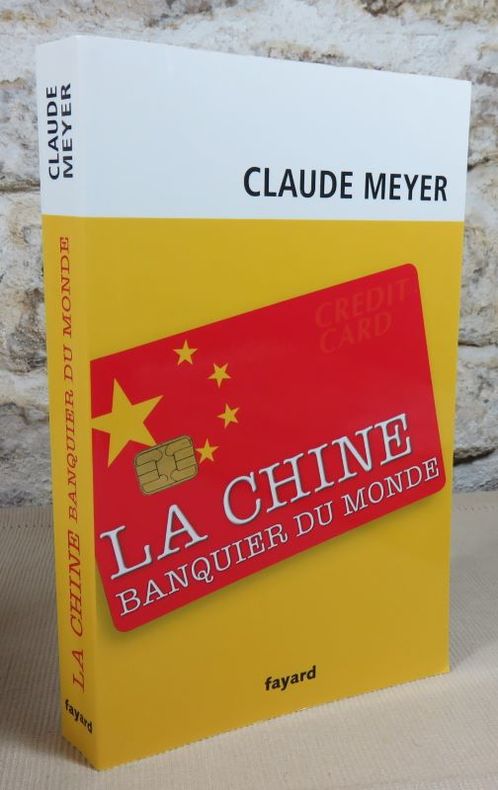 CLAUDE MEYER
CREDIT
CARD
LA CHINE
BANQUIER DU MONDE
fayard
CLAUDE
MEYER
LA CHINE BANQUIER DU MONDE
fayard